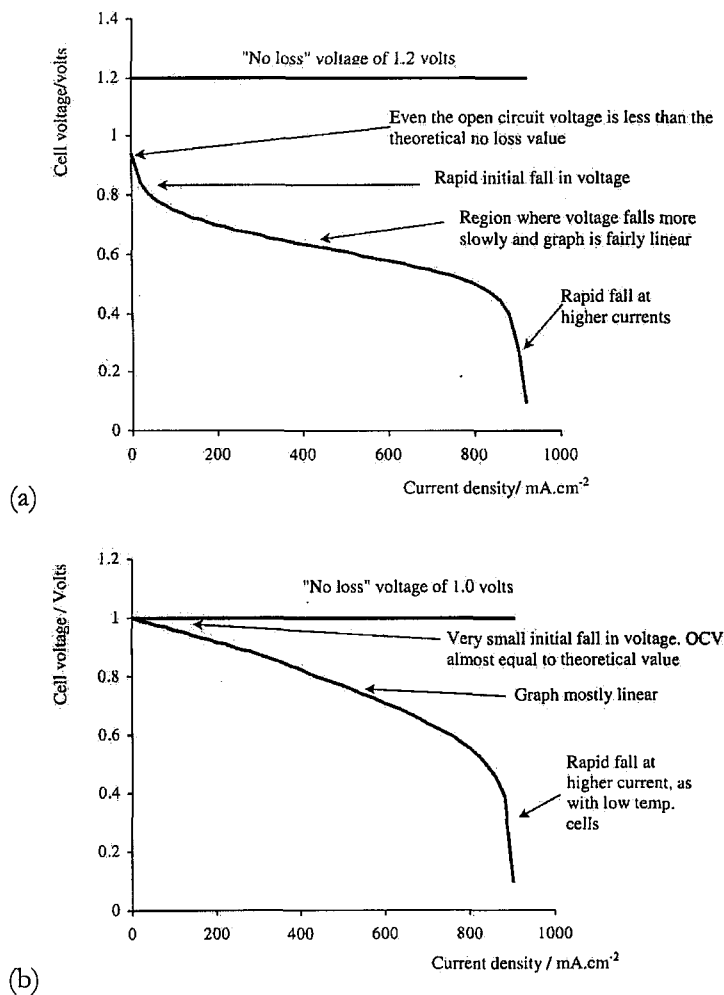 Cell voltage/volts
1.4
1.2
1
0.8
0.6
0.4
0.2
0
"No loss" voltage of 1.2 volts
Even the open circuit voltage is less than the
theoretical no loss value
Rapid initial fall in voltage
Region where voltage falls more
slowly and graph is fairly linear
Rapid fall at
higher currents
0 200 400 600 800 1000
Current density/ mA.cm-2
(a)
Cell voltage / Volts
1.2
1
0.8
0.6
0.4
0.2
0
"No loss" voltage of 1.0 volts
Very small initial fall in voltage, OCV
almost equal to theoretical value
Graph mostly linear
Rapid fall at
higher current, as
with low temp.
cells
0 200 400 600 800 1000
Current density / mA.cm-2
(b)